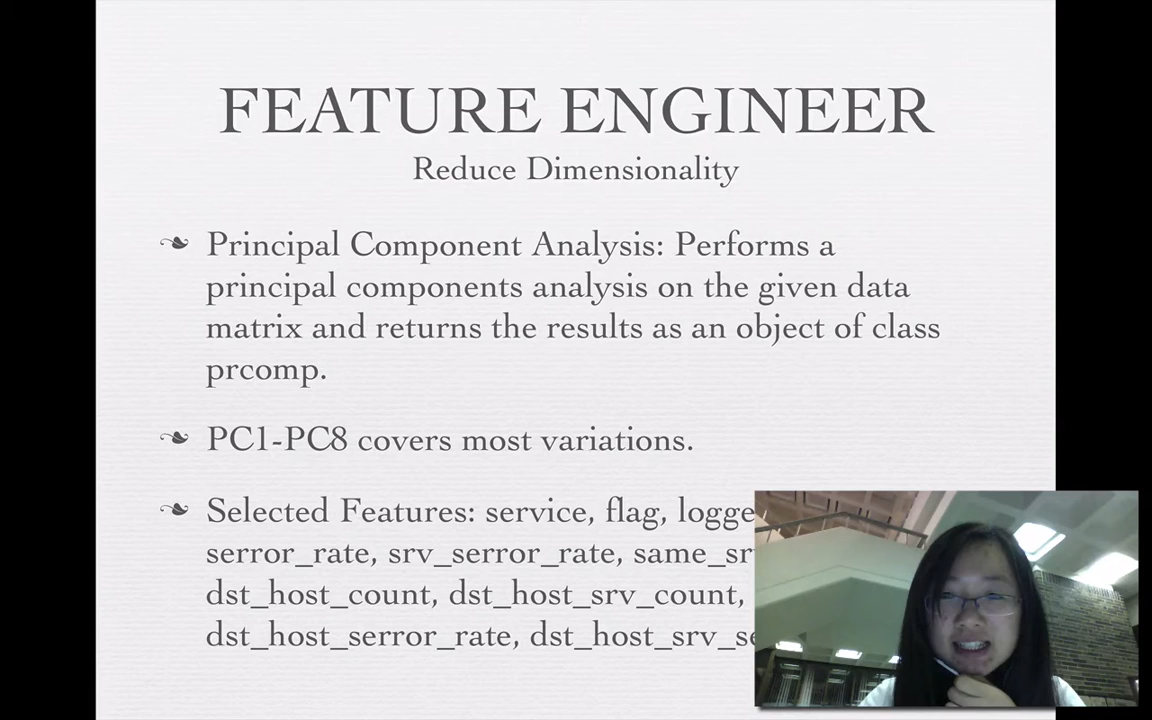 FEATURE ENGINEER
Reduce Dimensionality
Principal Component Analysis: Performs a
principal components analysis on the given data
matrix and returns the results as an object of class
prcomp.
PC1-PC8 covers most variations.
Selected Features: service, flag, logge
serror_rate, srv_serror_rate, same_sr
dst_host_count, dst_host_srv_count,
dst_host_serror_rate, dst_host_srv_se